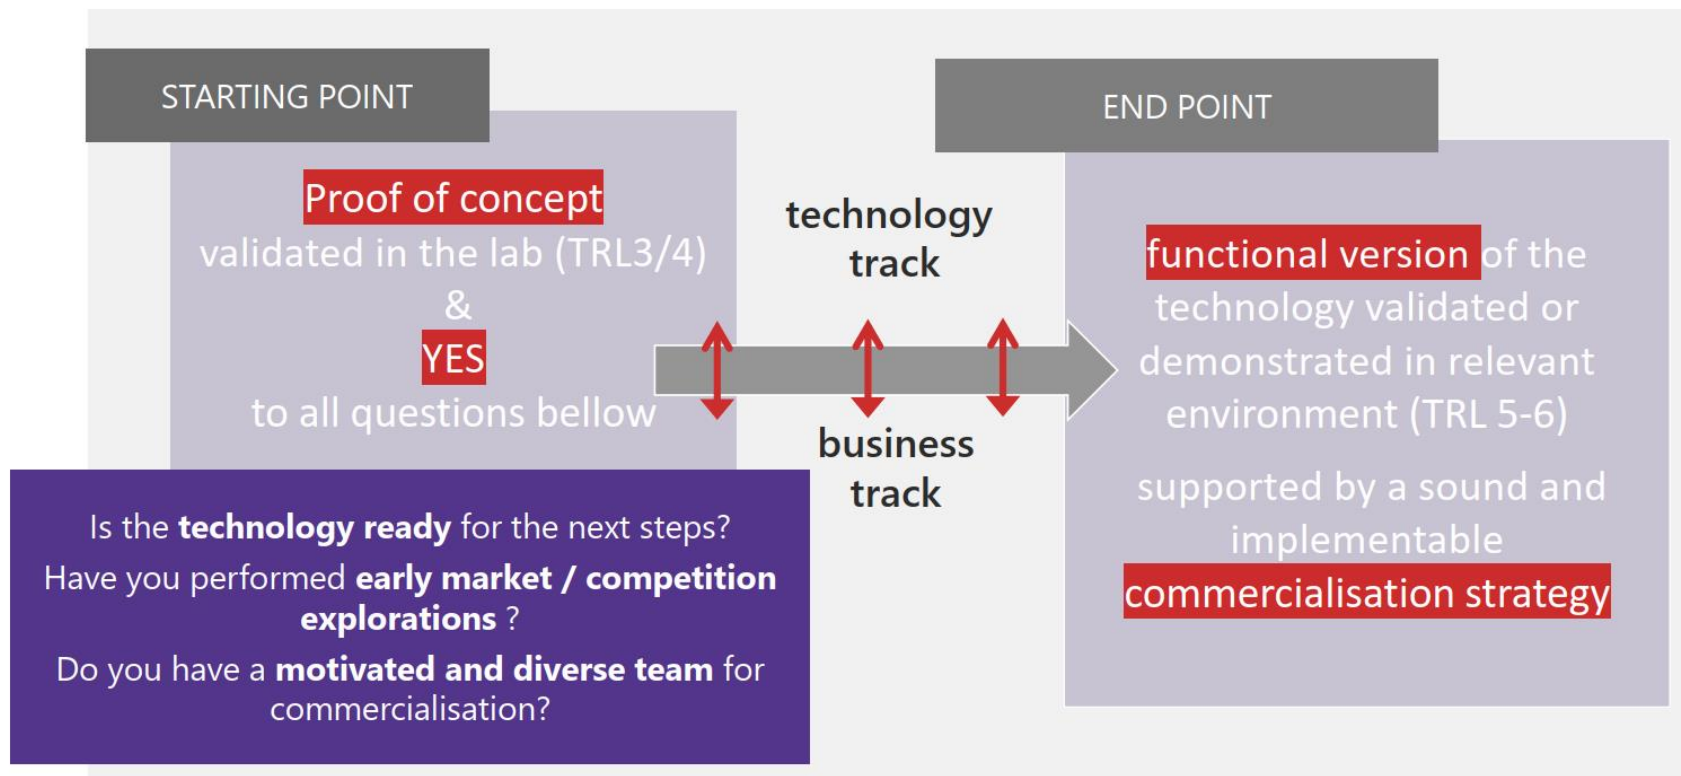 STARTING POINT
Proof of concept
validated in the lab (TRL3/4)
&
YES
to all questions bellow
Is the technology ready for the next steps?
Have you performed early market / competition
explorations ?
Do you have a motivated and diverse team for
commercialisation?
technology
track
business
track
END POINT
functional version of the
technology validated or
demonstrated in relevant
environment (TRL 5-6)
supported by a sound and
implementable
commercialisation strategy